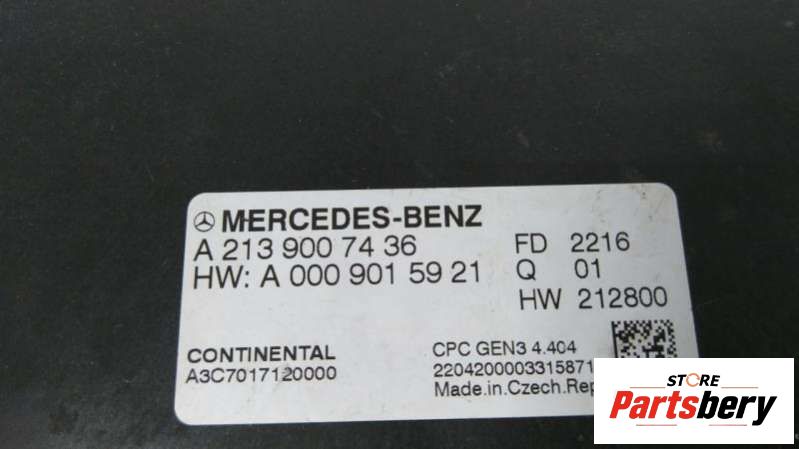 MERCEDES-BENZ
A 213 900 74 36 FD 2216
HW: A 000 901 59 21 Q 01
HW 212800
CONTINENTAL CPC GEN3 4.404
A3C7017120000 2204200003315871
Made.in.Czech.Rep
STORE
Partsbery